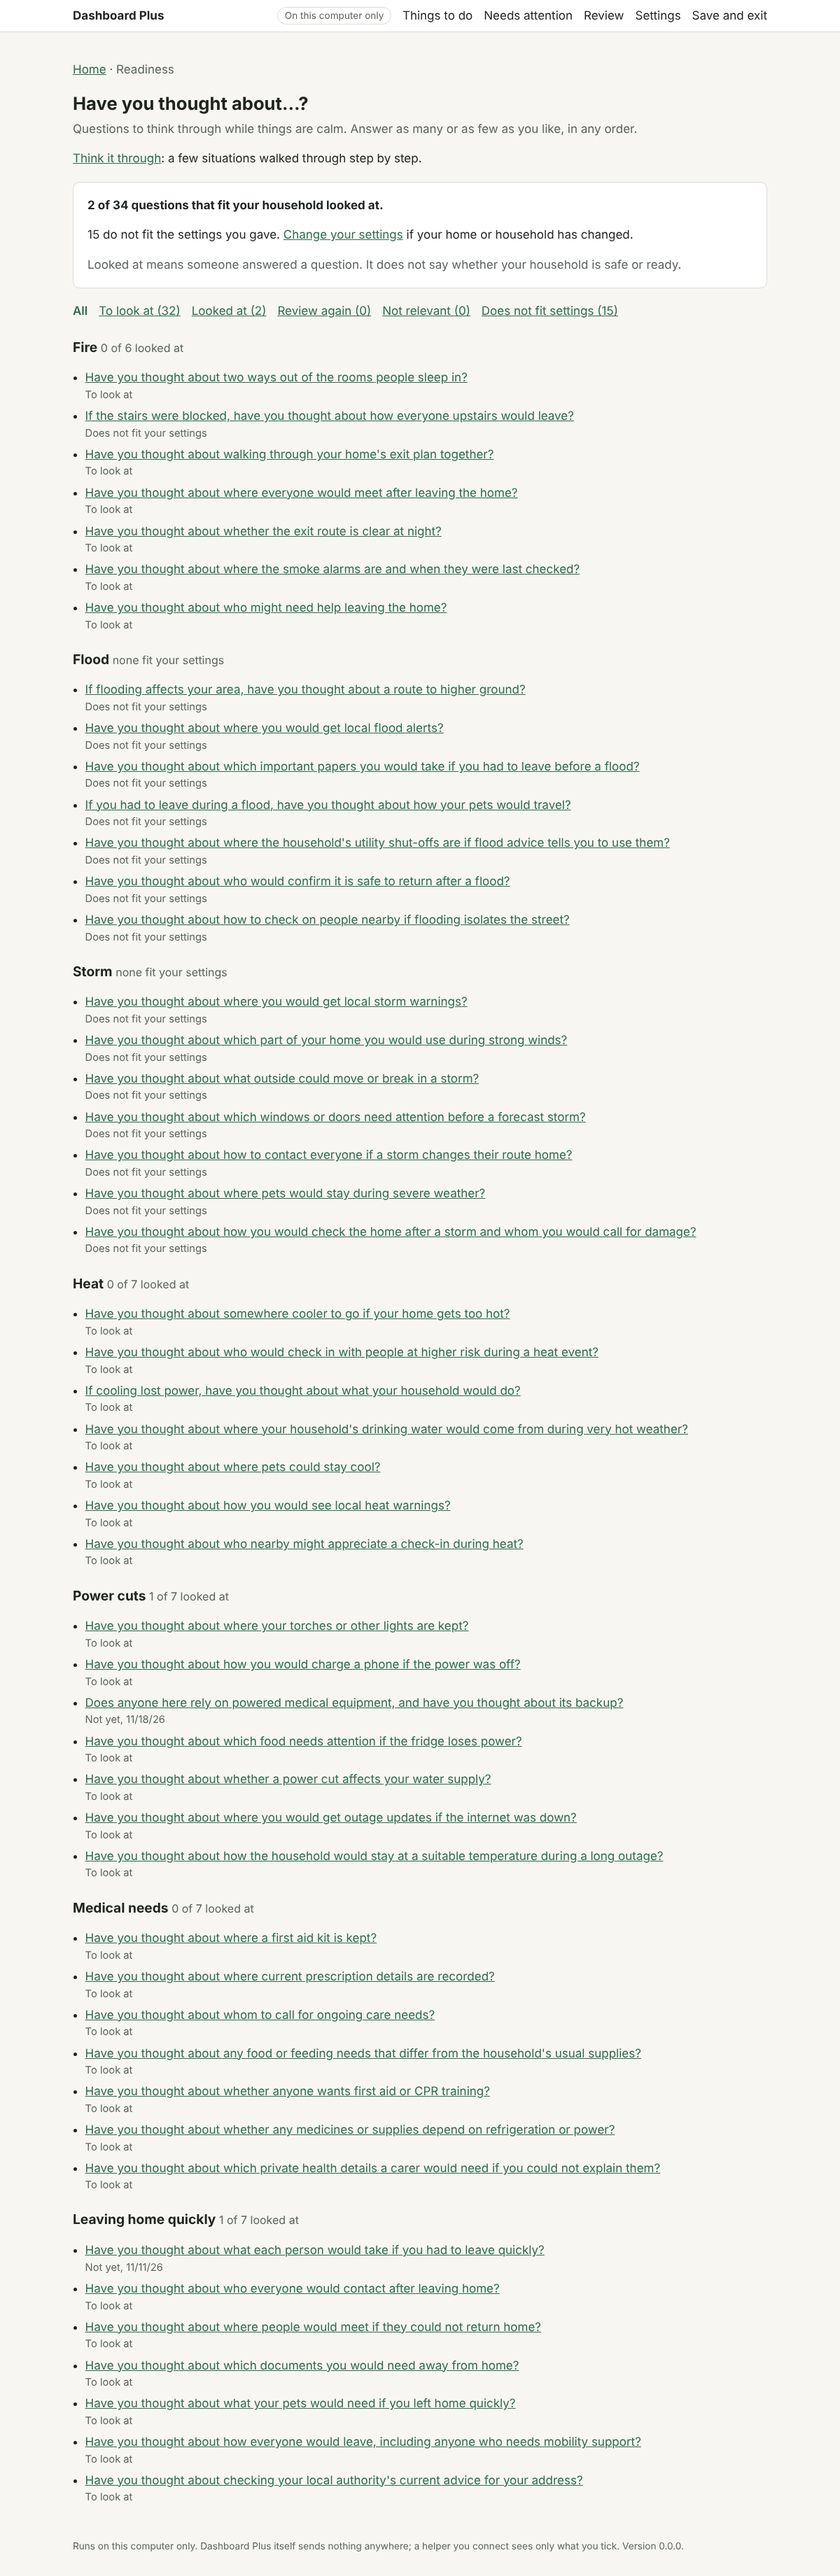 Dashboard Plus
On this computer only Things to do Needs attention Review Settings Save and exit
Home · Readiness
Have you thought about…?
Questions to think through while things are calm. Answer as many or as few as you like, in any order.
Think it through: a few situations walked through step by step.
2 of 34 questions that fit your household looked at.
15 do not fit the settings you gave. Change your settings if your home or household has changed.
Looked at means someone answered a question. It does not say whether your household is safe or ready.
All To look at (32) Looked at (2) Review again (0) Not relevant (0) Does not fit settings (15)
Fire 0 of 6 looked at
• Have you thought about two ways out of the rooms people sleep in?
To look at
• If the stairs were blocked, have you thought about how everyone upstairs would leave?
Does not fit your settings
• Have you thought about walking through your home's exit plan together?
To look at
• Have you thought about where everyone would meet after leaving the home?
To look at
• Have you thought about whether the exit route is clear at night?
To look at
• Have you thought about where the smoke alarms are and when they were last checked?
To look at
• Have you thought about who might need help leaving the home?
To look at
Flood none fit your settings
• If flooding affects your area, have you thought about a route to higher ground?
Does not fit your settings
• Have you thought about where you would get local flood alerts?
Does not fit your settings
• Have you thought about which important papers you would take if you had to leave before a flood?
Does not fit your settings
• If you had to leave during a flood, have you thought about how your pets would travel?
Does not fit your settings
• Have you thought about where the household's utility shut-offs are if flood advice tells you to use them?
Does not fit your settings
• Have you thought about who would confirm it is safe to return after a flood?
Does not fit your settings
• Have you thought about how to check on people nearby if flooding isolates the street?
Does not fit your settings
Storm none fit your settings
• Have you thought about where you would get local storm warnings?
Does not fit your settings
• Have you thought about which part of your home you would use during strong winds?
Does not fit your settings
• Have you thought about what outside could move or break in a storm?
Does not fit your settings
• Have you thought about which windows or doors need attention before a forecast storm?
Does not fit your settings
• Have you thought about how to contact everyone if a storm changes their route home?
Does not fit your settings
• Have you thought about where pets would stay during severe weather?
Does not fit your settings
• Have you thought about how you would check the home after a storm and whom you would call for damage?
Does not fit your settings
Heat 0 of 7 looked at
• Have you thought about somewhere cooler to go if your home gets too hot?
To look at
• Have you thought about who would check in with people at higher risk during a heat event?
To look at
• If cooling lost power, have you thought about what your household would do?
To look at
• Have you thought about where your household's drinking water would come from during very hot weather?
To look at
• Have you thought about where pets could stay cool?
To look at
• Have you thought about how you would see local heat warnings?
To look at
• Have you thought about who nearby might appreciate a check-in during heat?
To look at
Power cuts 1 of 7 looked at
• Have you thought about where your torches or other lights are kept?
To look at
• Have you thought about how you would charge a phone if the power was off?
To look at
• Does anyone here rely on powered medical equipment, and have you thought about its backup?
Not yet, 11/18/26
• Have you thought about which food needs attention if the fridge loses power?
To look at
• Have you thought about whether a power cut affects your water supply?
To look at
• Have you thought about where you would get outage updates if the internet was down?
To look at
• Have you thought about how the household would stay at a suitable temperature during a long outage?
To look at
Medical needs 0 of 7 looked at
• Have you thought about where a first aid kit is kept?
To look at
• Have you thought about where current prescription details are recorded?
To look at
• Have you thought about whom to call for ongoing care needs?
To look at
• Have you thought about any food or feeding needs that differ from the household's usual supplies?
To look at
• Have you thought about whether anyone wants first aid or CPR training?
To look at
• Have you thought about whether any medicines or supplies depend on refrigeration or power?
To look at
• Have you thought about which private health details a carer would need if you could not explain them?
To look at
Leaving home quickly 1 of 7 looked at
• Have you thought about what each person would take if you had to leave quickly?
Not yet, 11/11/26
• Have you thought about who everyone would contact after leaving home?
To look at
• Have you thought about where people would meet if they could not return home?
To look at
• Have you thought about which documents you would need away from home?
To look at
• Have you thought about what your pets would need if you left home quickly?
To look at
• Have you thought about how everyone would leave, including anyone who needs mobility support?
To look at
• Have you thought about checking your local authority's current advice for your address?
To look at
Runs on this computer only. Dashboard Plus itself sends nothing anywhere; a helper you connect sees only what you tick. Version 0.0.0.